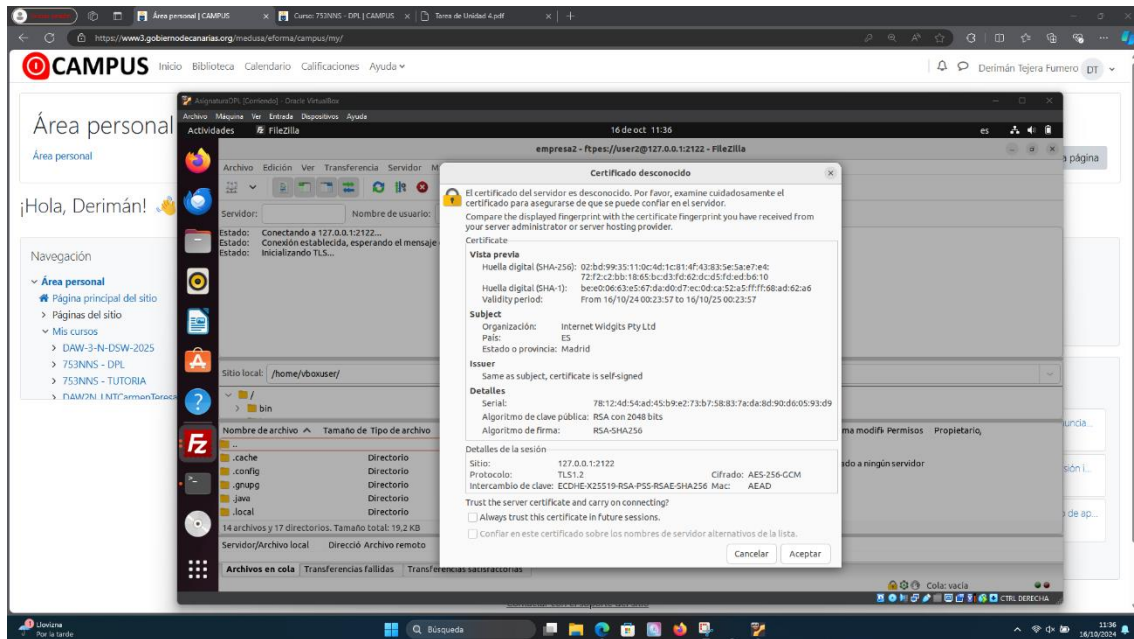 Área personal | CAMPUS
Curso: 753NNS - DPL | CAMPUS
Tarea de Unidad 4.pdf
https://www3.gobiernodecanarias.org/medusa/eforma/campus/my/
CAMPUS Inicio Biblioteca Calendario Calificaciones Ayuda
Derimán Tejera Fumero DT
AsignaturaDPL [Corriendo] - Oracle VirtualBox
Archivo Máquina Ver Entrada Dispositivos Ayuda
Actividades FileZilla 16 de oct 11:36 es
empresa2 - ftpes://user2@127.0.0.1:2122 - FileZilla
Área personal
Área personal
a página
¡Hola, Derimán!
Navegación
Área personal
Página principal del sitio
Páginas del sitio
Mis cursos
DAW-3-N-DSW-2025
753NNS - DPL
753NNS - TUTORIA
DAW2N_LNTCarmenTeresa
Archivo Edición Ver Transferencia Servidor M
Servidor: Nombre de usuario:
Estado: Conectando a 127.0.0.1:2122...
Estado: Conexión establecida, esperando el mensaje
Estado: Inicializando TLS...
Sitio local: /home/vboxuser/
/
bin
Nombre de archivo Tamaño de Tipo de archivo
..
.cache Directorio
.config Directorio
.gnupg Directorio
.java Directorio
.local Directorio
14 archivos y 17 directorios. Tamaño total: 19,2 KB
Servidor/Archivo local Direcció Archivo remoto
Archivos en cola Transferencias fallidas Transferencias satisfactorias
Certificado desconocido
El certificado del servidor es desconocido. Por favor, examine cuidadosamente el
certificado para asegurarse de que se puede confiar en el servidor.
Compare the displayed fingerprint with the certificate fingerprint you have received from
your server administrator or server hosting provider.
Certificate
Vista previa
Huella digital (SHA-256): 02:bd:99:35:11:0c:4d:1c:81:4f:43:83:5e:5a:e7:e4:
72:f2:c2:bb:18:65:bc:d3:fd:62:dc:d5:fd:ed:b6:10
Huella digital (SHA-1): be:e0:06:63:e5:67:da:d0:d7:ec:0d:ca:52:a5:ff:ff:68:ad:62:a6
Validity period: From 16/10/24 00:23:57 to 16/10/25 00:23:57
Subject
Organización: Internet Widgits Pty Ltd
País: ES
Estado o provincia: Madrid
Issuer
Same as subject, certificate is self-signed
Detalles
Serial: 78:12:4d:54:ad:45:b9:e2:73:b7:58:83:7a:da:8d:90:d6:05:93:d9
Algoritmo de clave pública: RSA con 2048 bits
Algoritmo de firma: RSA-SHA256
Detalles de la sesión
Sitio: 127.0.0.1:2122
Protocolo: TLS1.2 Cifrado: AES-256-GCM
Intercambio de clave: ECDHE-X25519-RSA-PSS-RSAE-SHA256 Mac: AEAD
Trust the server certificate and carry on connecting?
Always trust this certificate in future sessions.
Confiar en este certificado sobre los nombres de servidor alternativos de la lista.
Cancelar Aceptar
ma modifi Permisos Propietario,
ado a ningún servidor
Cola: vacía
CTRL DERECHA
uncia...
sión i...
o de ap...
Llovizna
Por la tarde
Búsqueda
11:36
16/10/2024